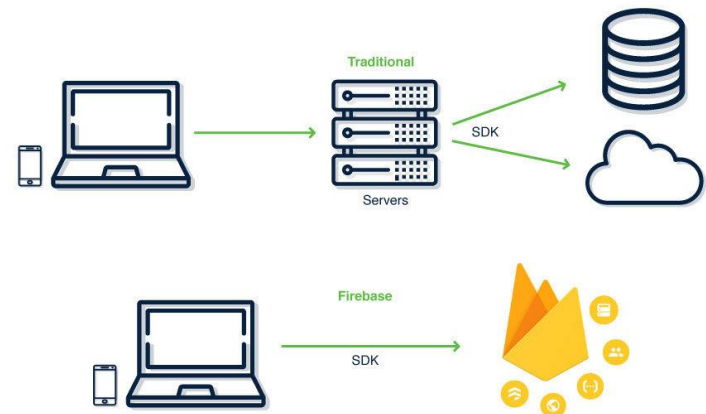 Traditional
SDK
Servers
Firebase
SDK